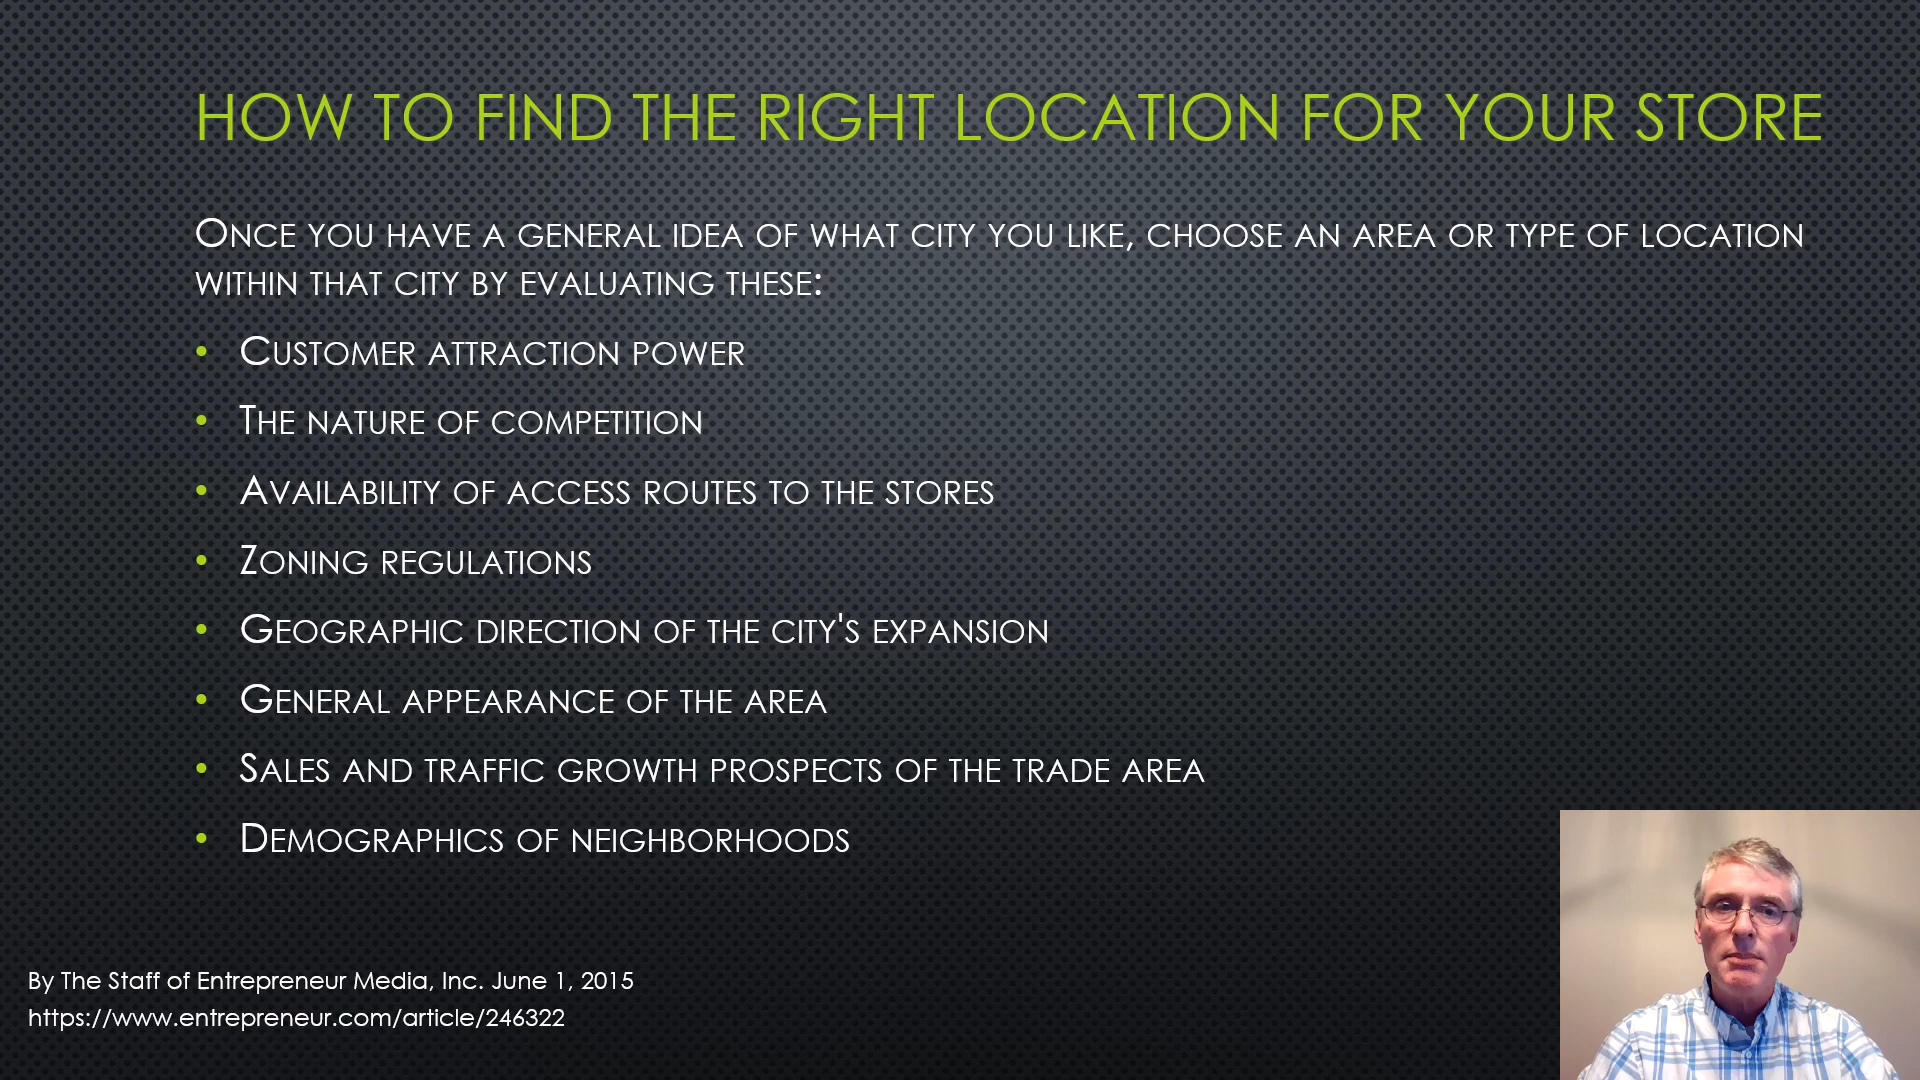 HOW TO FIND THE RIGHT LOCATION FOR YOUR STORE
ONCE YOU HAVE A GENERAL IDEA OF WHAT CITY YOU LIKE, CHOOSE AN AREA OR TYPE OF LOCATION
WITHIN THAT CITY BY EVALUATING THESE:
• CUSTOMER ATTRACTION POWER
• THE NATURE OF COMPETITION
• AVAILABILITY OF ACCESS ROUTES TO THE STORES
• ZONING REGULATIONS
• GEOGRAPHIC DIRECTION OF THE CITY'S EXPANSION
• GENERAL APPEARANCE OF THE AREA
• SALES AND TRAFFIC GROWTH PROSPECTS OF THE TRADE AREA
• DEMOGRAPHICS OF NEIGHBORHOODS
By The Staff of Entrepreneur Media, Inc. June 1, 2015
https://www.entrepreneur.com/article/246322